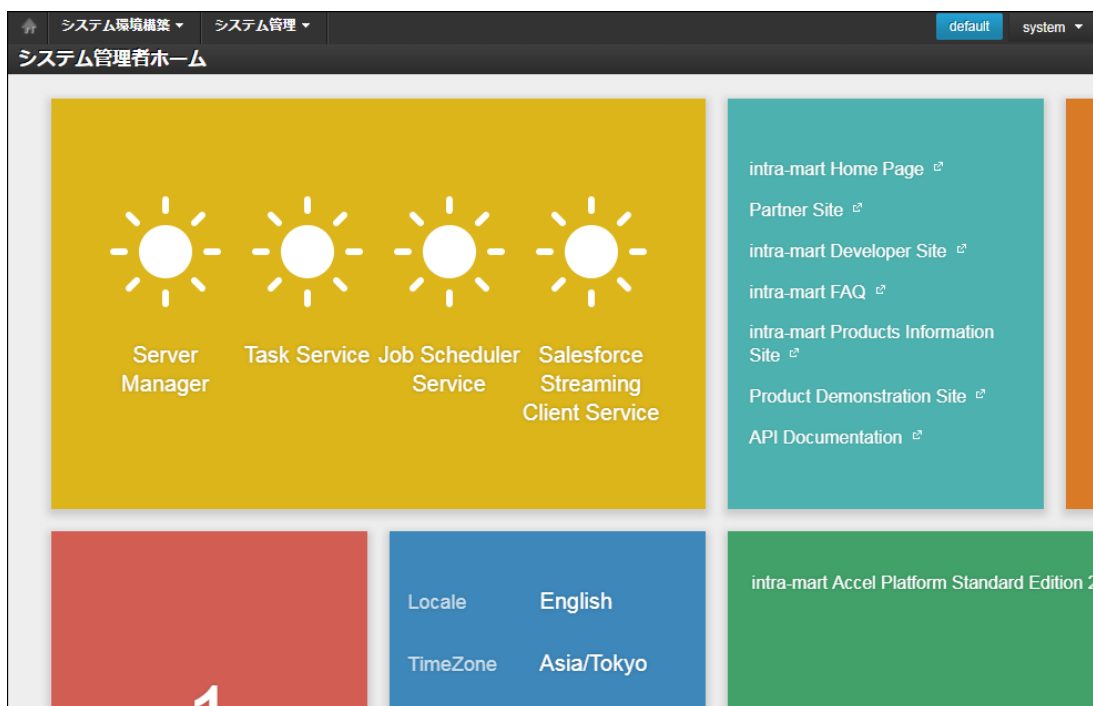 システム環境構築 システム管理 default system
システム管理者ホーム
Server
Manager
Task Service
Job Scheduler
Service
Salesforce
Streaming
Client Service
intra-mart Home Page
Partner Site
intra-mart Developer Site
intra-mart FAQ
intra-mart Products Information
Site
Product Demonstration Site
API Documentation
1
Locale English
TimeZone Asia/Tokyo
intra-mart Accel Platform Standard Edition 2